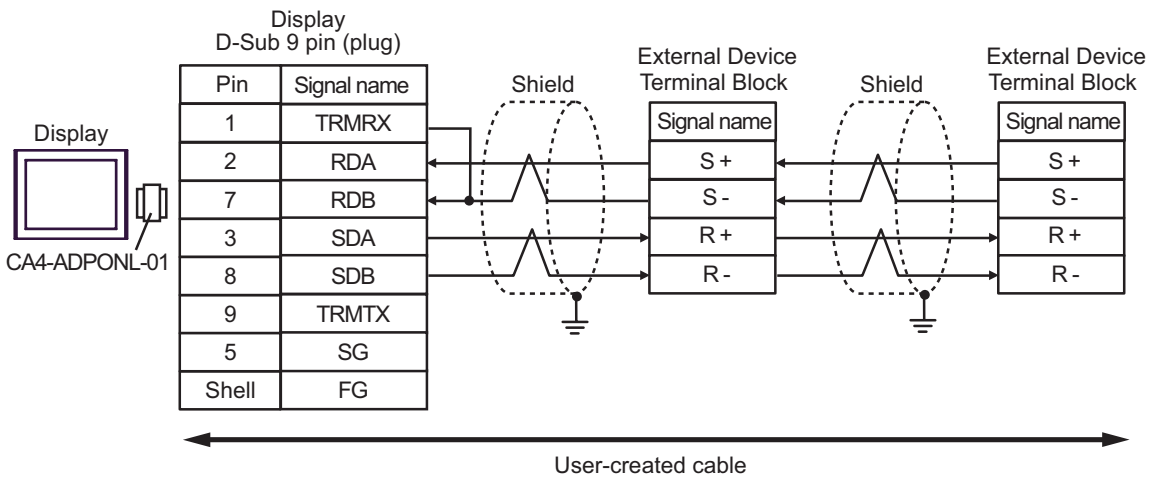 Display
D-Sub 9 pin (plug)
External Device
Terminal Block
External Device
Terminal Block
Shield
Shield
Display
CA4-ADPONL-01
Pin Signal name
1 TRMRX
2 RDA
7 RDB
3 SDA
8 SDB
9 TRMTX
5 SG
Shell FG
Signal name
S +
S -
R +
R -
Signal name
S +
S -
R +
R -
User-created cable